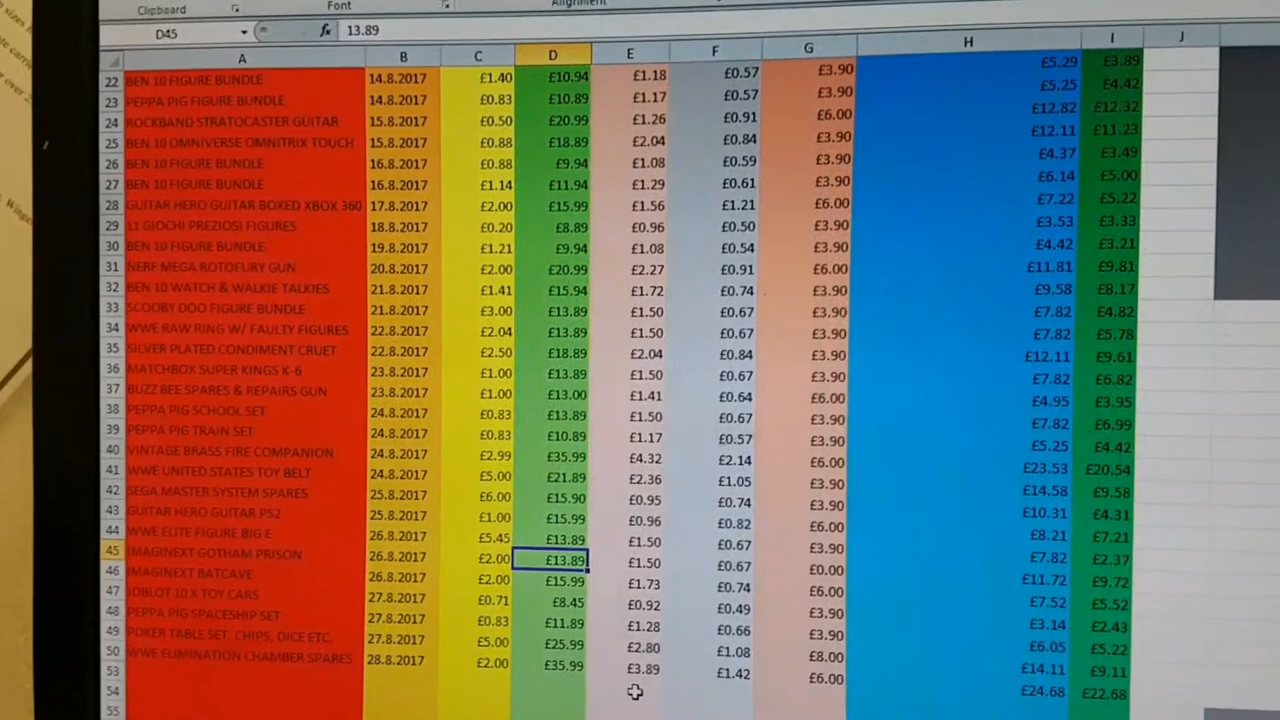 Clipboard Font Alignment
D45 fx 13.89
A B C D E F G H I J
22 BEN 10 FIGURE BUNDLE 14.8.2017 £1.40 £10.94 £1.18 £0.57 £3.90 £5.29 £3.89
23 PEPPA PIG FIGURE BUNDLE 14.8.2017 £0.83 £10.89 £1.17 £0.57 £3.90 £5.25 £4.42
24 ROCKBAND STRATOCASTER GUITAR 15.8.2017 £0.50 £20.99 £1.26 £0.91 £6.00 £12.82 £12.32
25 BEN 10 OMNIVERSE OMNITRIX TOUCH 15.8.2017 £0.88 £18.89 £2.04 £0.84 £3.90 £12.11 £11.23
26 BEN 10 FIGURE BUNDLE 16.8.2017 £0.88 £9.94 £1.08 £0.59 £3.90 £4.37 £3.49
27 BEN 10 FIGURE BUNDLE 16.8.2017 £1.14 £11.94 £1.29 £0.61 £3.90 £6.14 £5.00
28 GUITAR HERO GUITAR BOXED XBOX 360 17.8.2017 £2.00 £15.99 £1.56 £1.21 £6.00 £7.22 £5.22
29 11 GIOCHI PREZIOSI FIGURES 18.8.2017 £0.20 £8.89 £0.96 £0.50 £3.90 £3.53 £3.33
30 BEN 10 FIGURE BUNDLE 19.8.2017 £1.21 £9.94 £1.08 £0.54 £3.90 £4.42 £3.21
31 NERF MEGA ROTOFURY GUN 20.8.2017 £2.00 £20.99 £2.27 £0.91 £6.00 £11.81 £9.81
32 BEN 10 WATCH & WALKIE TALKIES 21.8.2017 £1.41 £15.94 £1.72 £0.74 £3.90 £9.58 £8.17
33 SCOOBY DOO FIGURE BUNDLE 21.8.2017 £3.00 £13.89 £1.50 £0.67 £3.90 £7.82 £4.82
34 WWE RAW RING W/ FAULTY FIGURES 22.8.2017 £2.04 £13.89 £1.50 £0.67 £3.90 £7.82 £5.78
35 SILVER PLATED CONDIMENT CRUET 22.8.2017 £2.50 £18.89 £2.04 £0.84 £3.90 £12.11 £9.61
36 MATCHBOX SUPER KINGS K-6 23.8.2017 £1.00 £13.89 £1.50 £0.67 £3.90 £7.82 £6.82
37 BUZZ BEE SPARES & REPAIRS GUN 23.8.2017 £1.00 £13.00 £1.41 £0.64 £6.00 £4.95 £3.95
38 PEPPA PIG SCHOOL SET 24.8.2017 £0.83 £13.89 £1.50 £0.67 £3.90 £7.82 £6.99
39 PEPPA PIG TRAIN SET 24.8.2017 £0.83 £10.89 £1.17 £0.57 £3.90 £5.25 £4.42
40 VINTAGE BRASS FIRE COMPANION 24.8.2017 £2.99 £35.99 £4.32 £2.14 £6.00 £23.53 £20.54
41 WWE UNITED STATES TOY BELT 24.8.2017 £5.00 £21.89 £2.36 £1.05 £3.90 £14.58 £9.58
42 SEGA MASTER SYSTEM SPARES 25.8.2017 £6.00 £15.90 £0.95 £0.74 £3.90 £10.31 £4.31
43 GUITAR HERO GUITAR PS2 25.8.2017 £1.00 £15.99 £0.96 £0.82 £6.00 £8.21 £7.21
44 WWE ELITE FIGURE BIG E 26.8.2017 £5.45 £13.89 £1.50 £0.67 £3.90 £7.82 £2.37
45 IMAGINEXT GOTHAM PRISON 26.8.2017 £2.00 £13.89 £1.50 £0.67 £0.00 £11.72 £9.72
46 IMAGINEXT BATCAVE 26.8.2017 £2.00 £15.99 £1.73 £0.74 £6.00 £7.52 £5.52
47 JOBLOT 10 X TOY CARS 27.8.2017 £0.71 £8.45 £0.92 £0.49 £3.90 £3.14 £2.43
48 PEPPA PIG SPACESHIP SET 27.8.2017 £0.83 £11.89 £1.28 £0.66 £3.90 £6.05 £5.22
49 POKER TABLE SET, CHIPS, DICE ETC. 27.8.2017 £5.00 £25.99 £2.80 £1.08 £8.00 £14.11 £9.11
50 WWE ELIMINATION CHAMBER SPARES 28.8.2017 £2.00 £35.99 £3.89 £1.42 £6.00 £24.68 £22.68
53
54
55